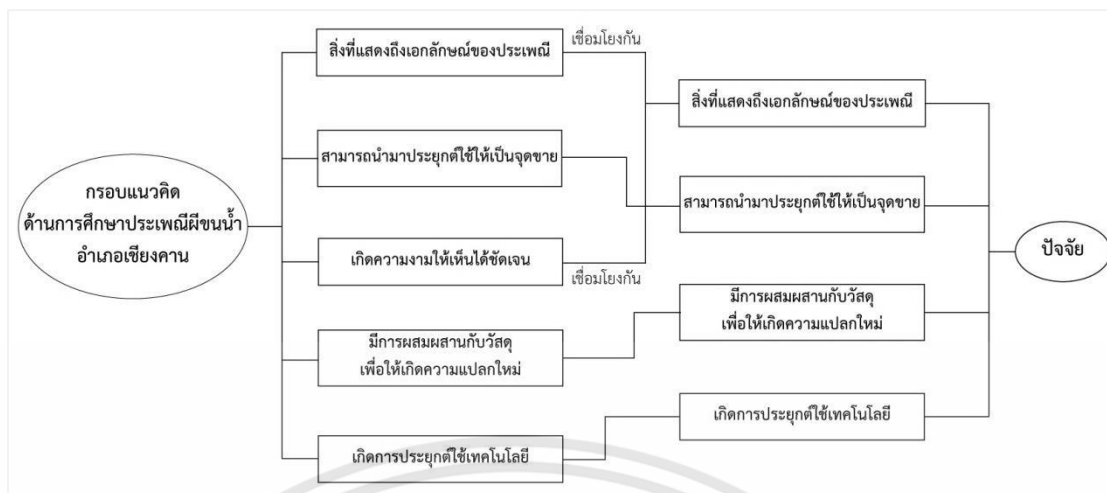 กรอบแนวคิด
ด้านการศึกษาประเพณีผีขนน้ำ
อำเภอเชียงคาน
สิ่งที่แสดงถึงเอกลักษณ์ของประเพณี
สามารถนำมาประยุกต์ใช้ให้เป็นจุดขาย
เกิดความงามให้เห็นได้ชัดเจน
มีการผสมผสานกับวัสดุ
เพื่อให้เกิดความแปลกใหม่
เกิดการประยุกต์ใช้เทคโนโลยี
เชื่อมโยงกัน
เชื่อมโยงกัน
สิ่งที่แสดงถึงเอกลักษณ์ของประเพณี
สามารถนำมาประยุกต์ใช้ให้เป็นจุดขาย
มีการผสมผสานกับวัสดุ
เพื่อให้เกิดความแปลกใหม่
เกิดการประยุกต์ใช้เทคโนโลยี
ปัจจัย